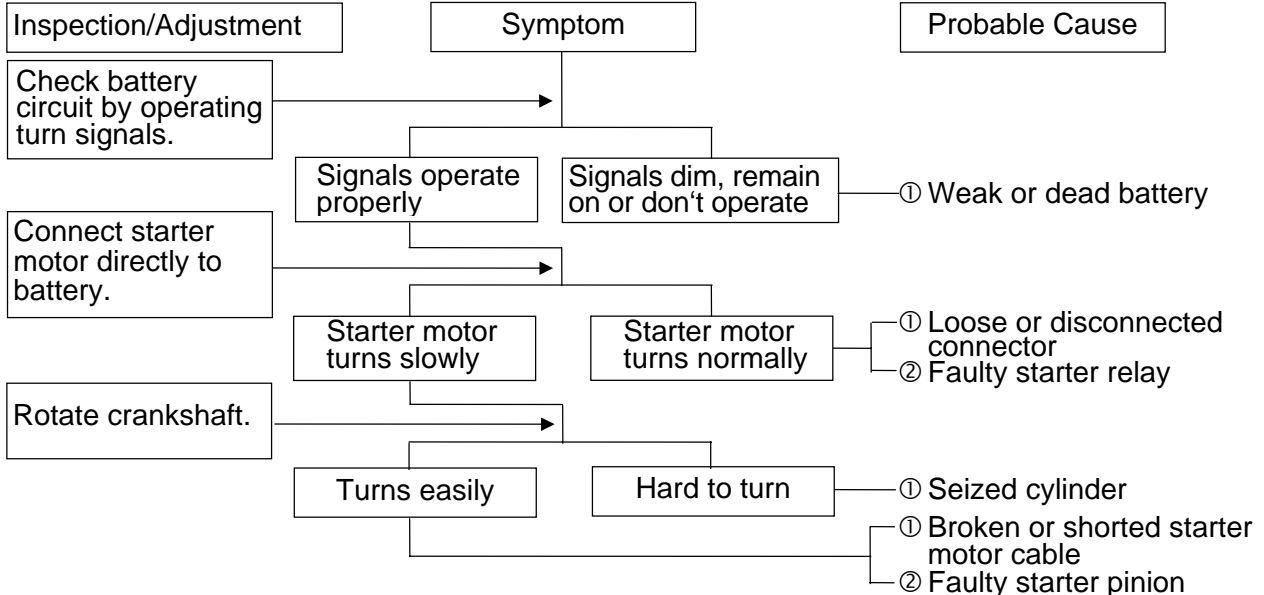 Inspection/Adjustment
Symptom
Probable Cause
Check battery
circuit by operating
turn signals.
Signals operate
properly
Signals dim, remain
on or don‘t operate
① Weak or dead battery
Connect starter
motor directly to
battery.
Starter motor
turns slowly
Starter motor
turns normally
① Loose or disconnected
connector
② Faulty starter relay
Rotate crankshaft.
Turns easily
Hard to turn
① Seized cylinder
① Broken or shorted starter
motor cable
② Faulty starter pinion